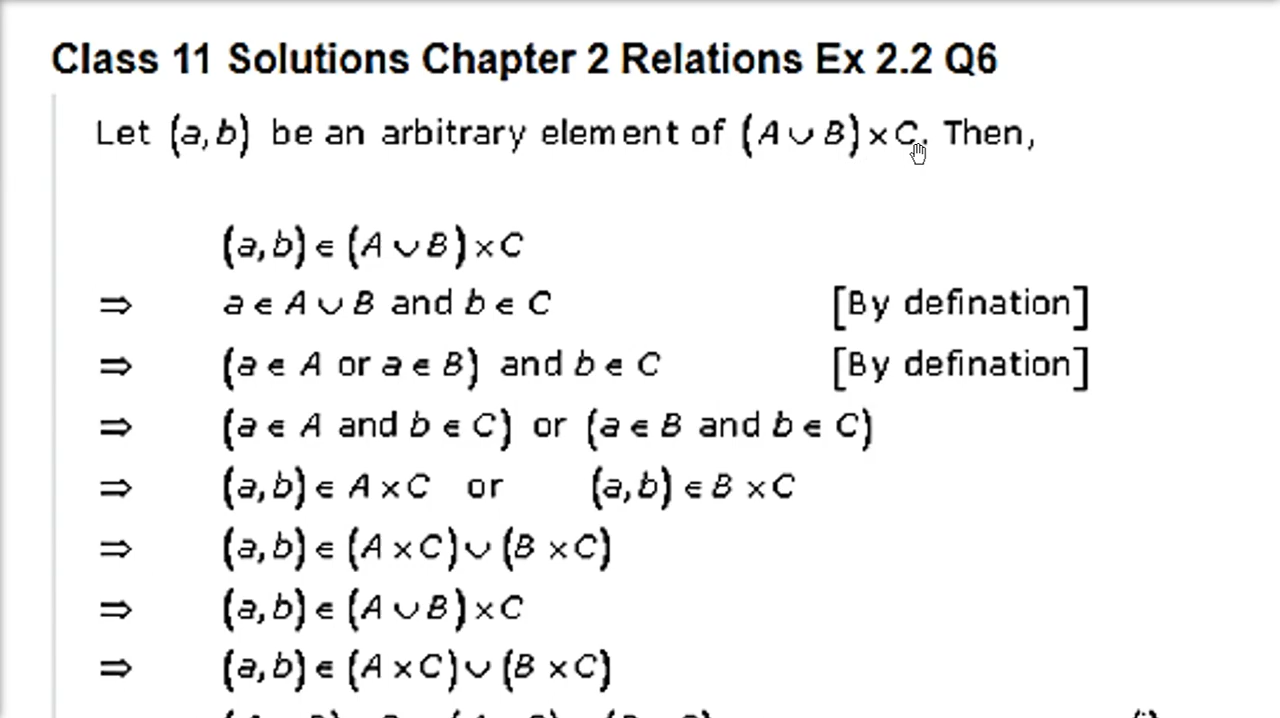 Class 11 Solutions Chapter 2 Relations Ex 2.2 Q6
Let (a, b) be an arbitrary element of (A ∪ B) × C. Then,
(a, b) ∈ (A ∪ B) × C
⇒ a ∈ A ∪ B and b ∈ C [By defination]
⇒ (a ∈ A or a ∈ B) and b ∈ C [By defination]
⇒ (a ∈ A and b ∈ C) or (a ∈ B and b ∈ C)
⇒ (a, b) ∈ A × C or (a, b) ∈ B × C
⇒ (a, b) ∈ (A × C) ∪ (B × C)
⇒ (a, b) ∈ (A ∪ B) × C
⇒ (a, b) ∈ (A × C) ∪ (B × C)